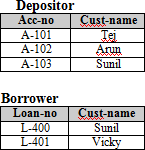 Depositor
Acc-no Cust-name
A-101 Tej
A-102 Arun
A-103 Sunil
Borrower
Loan-no Cust-name
L-400 Sunil
L-401 Vicky